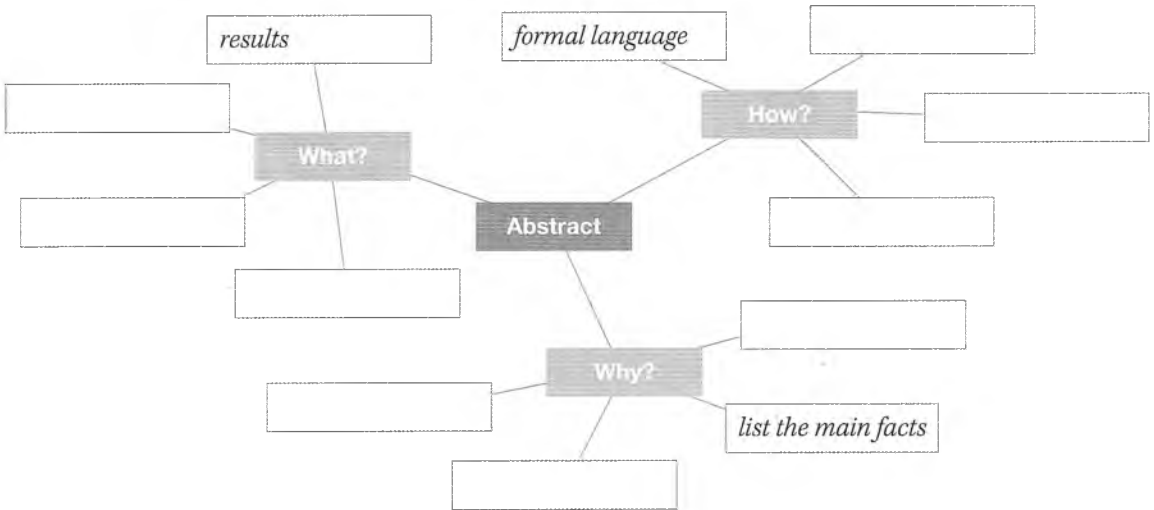 results
formal language
How?
What?
Abstract
Why?
list the main facts